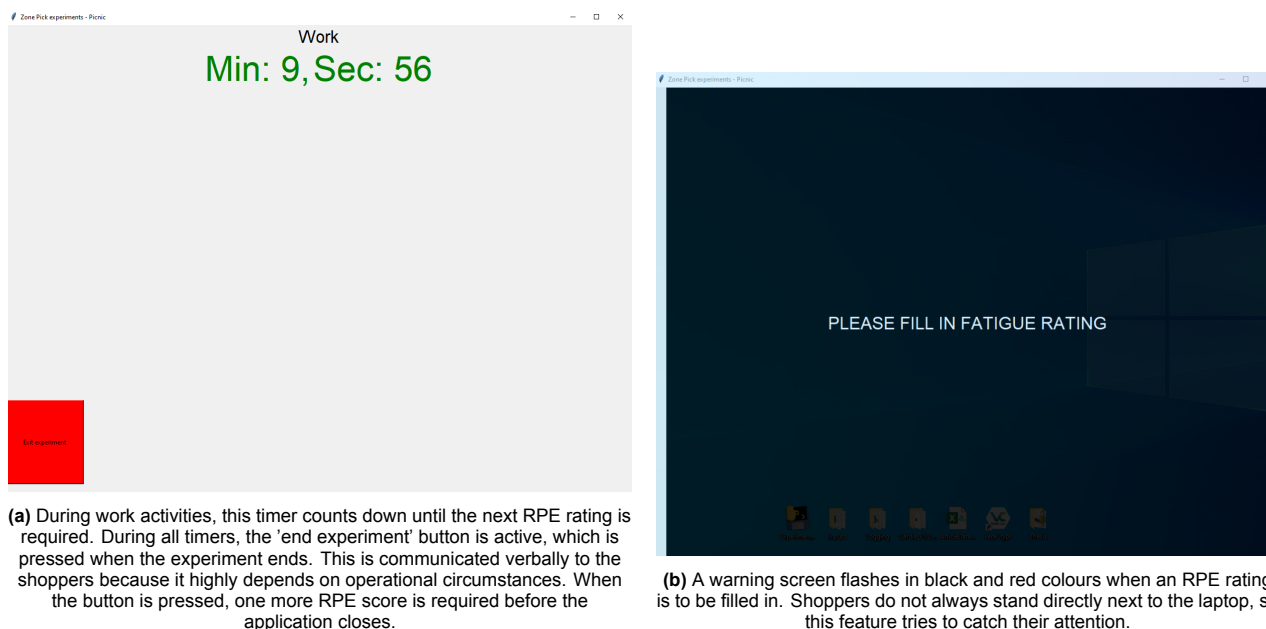 Zone Pick experiments - Picnic
Work
Min: 9, Sec: 56
Exit experiment
(a) During work activities, this timer counts down until the next RPE rating is
required. During all timers, the 'end experiment' button is active, which is
pressed when the experiment ends. This is communicated verbally to the
shoppers because it highly depends on operational circumstances. When
the button is pressed, one more RPE score is required before the
application closes.
Zone Pick experiments - Picnic
PLEASE FILL IN FATIGUE RATING
(b) A warning screen flashes in black and red colours when an RPE rating
is to be filled in. Shoppers do not always stand directly next to the laptop, s
this feature tries to catch their attention.